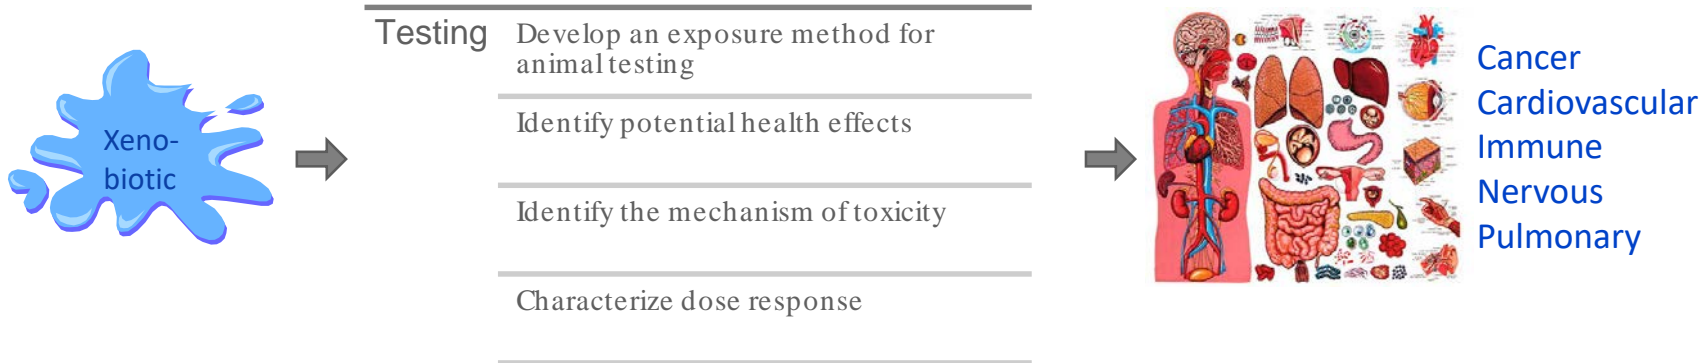 Xeno-
biotic
Testing
Develop an exposure method for
animal testing
Identify potential health effects
Identify the mechanism of toxicity
Characterize dose response
Cancer
Cardiovascular
Immune
Nervous
Pulmonary